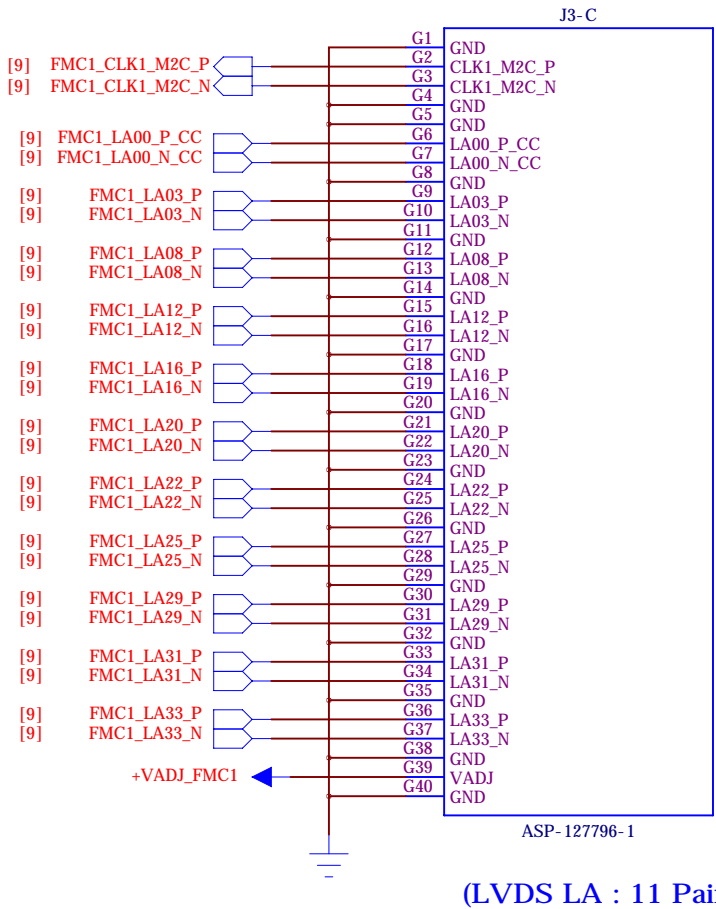 J3-C
G1 GND
[9] FMC1_CLK1_M2C_P G2 CLK1_M2C_P
[9] FMC1_CLK1_M2C_N G3 CLK1_M2C_N
G4 GND
G5 GND
[9] FMC1_LA00_P_CC G6 LA00_P_CC
[9] FMC1_LA00_N_CC G7 LA00_N_CC
G8 GND
[9] FMC1_LA03_P G9 LA03_P
[9] FMC1_LA03_N G10 LA03_N
G11 GND
[9] FMC1_LA08_P G12 LA08_P
[9] FMC1_LA08_N G13 LA08_N
G14 GND
[9] FMC1_LA12_P G15 LA12_P
[9] FMC1_LA12_N G16 LA12_N
G17 GND
[9] FMC1_LA16_P G18 LA16_P
[9] FMC1_LA16_N G19 LA16_N
G20 GND
[9] FMC1_LA20_P G21 LA20_P
[9] FMC1_LA20_N G22 LA20_N
G23 GND
[9] FMC1_LA22_P G24 LA22_P
[9] FMC1_LA22_N G25 LA22_N
G26 GND
[9] FMC1_LA25_P G27 LA25_P
[9] FMC1_LA25_N G28 LA25_N
G29 GND
[9] FMC1_LA29_P G30 LA29_P
[9] FMC1_LA29_N G31 LA29_N
G32 GND
[9] FMC1_LA31_P G33 LA31_P
[9] FMC1_LA31_N G34 LA31_N
G35 GND
[9] FMC1_LA33_P G36 LA33_P
[9] FMC1_LA33_N G37 LA33_N
G38 GND
+VADJ_FMC1 G39 VADJ
G40 GND
ASP-127796-1
(LVDS LA : 11 Pai